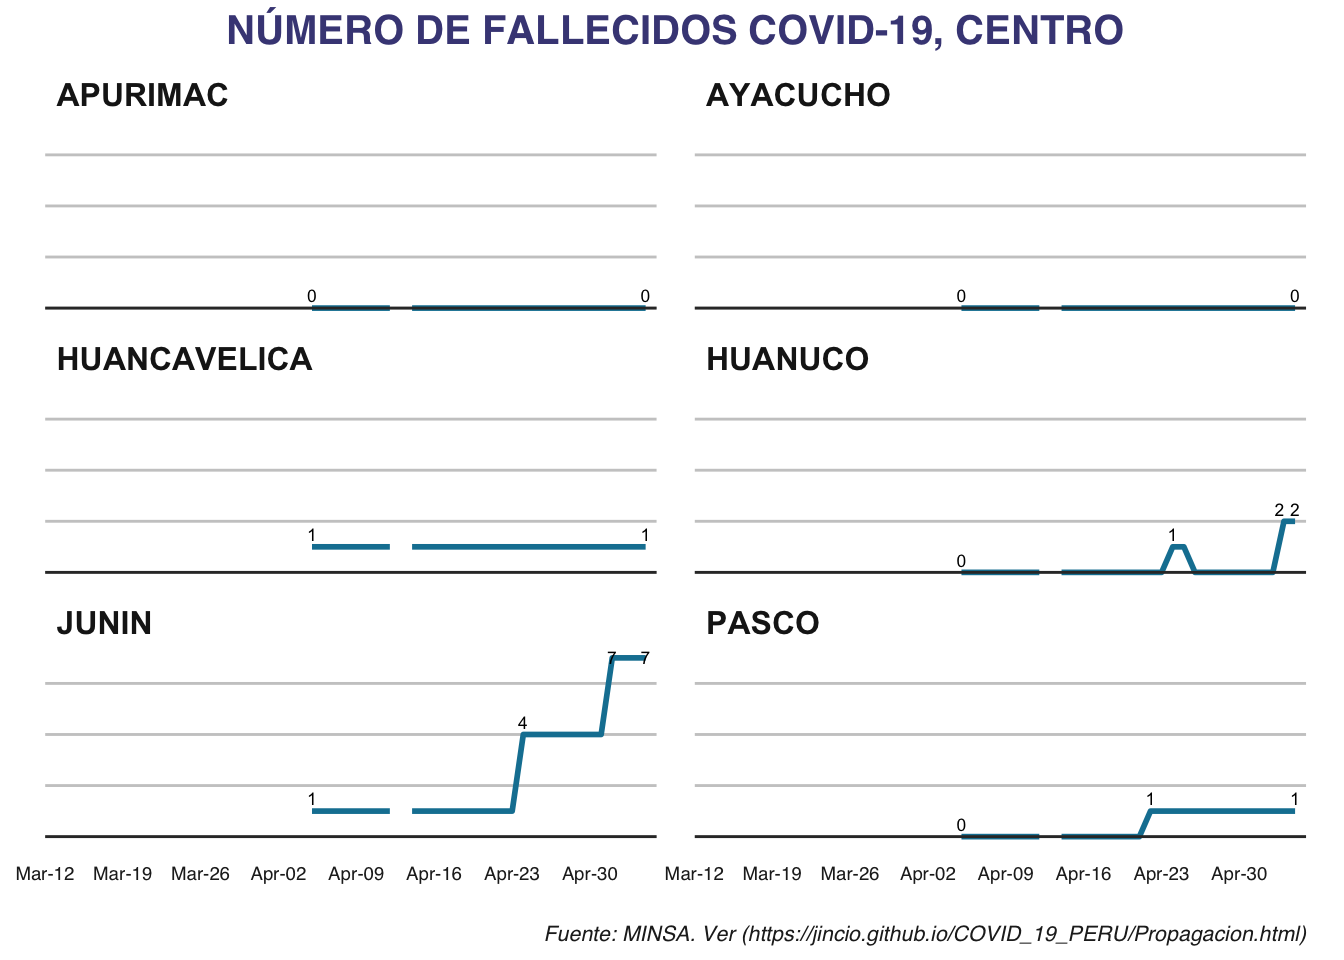 NÚMERO DE FALLECIDOS COVID-19, CENTRO
APURIMAC
AYACUCHO
0 0
0 0
HUANCAVELICA
HUANUCO
1 1
0 1 2 2
JUNIN
PASCO
1 4 7 7
0 1 1
Mar-12 Mar-19 Mar-26 Apr-02 Apr-09 Apr-16 Apr-23 Apr-30
Mar-12 Mar-19 Mar-26 Apr-02 Apr-09 Apr-16 Apr-23 Apr-30
Fuente: MINSA. Ver (https://jincio.github.io/COVID_19_PERU/Propagacion.html)